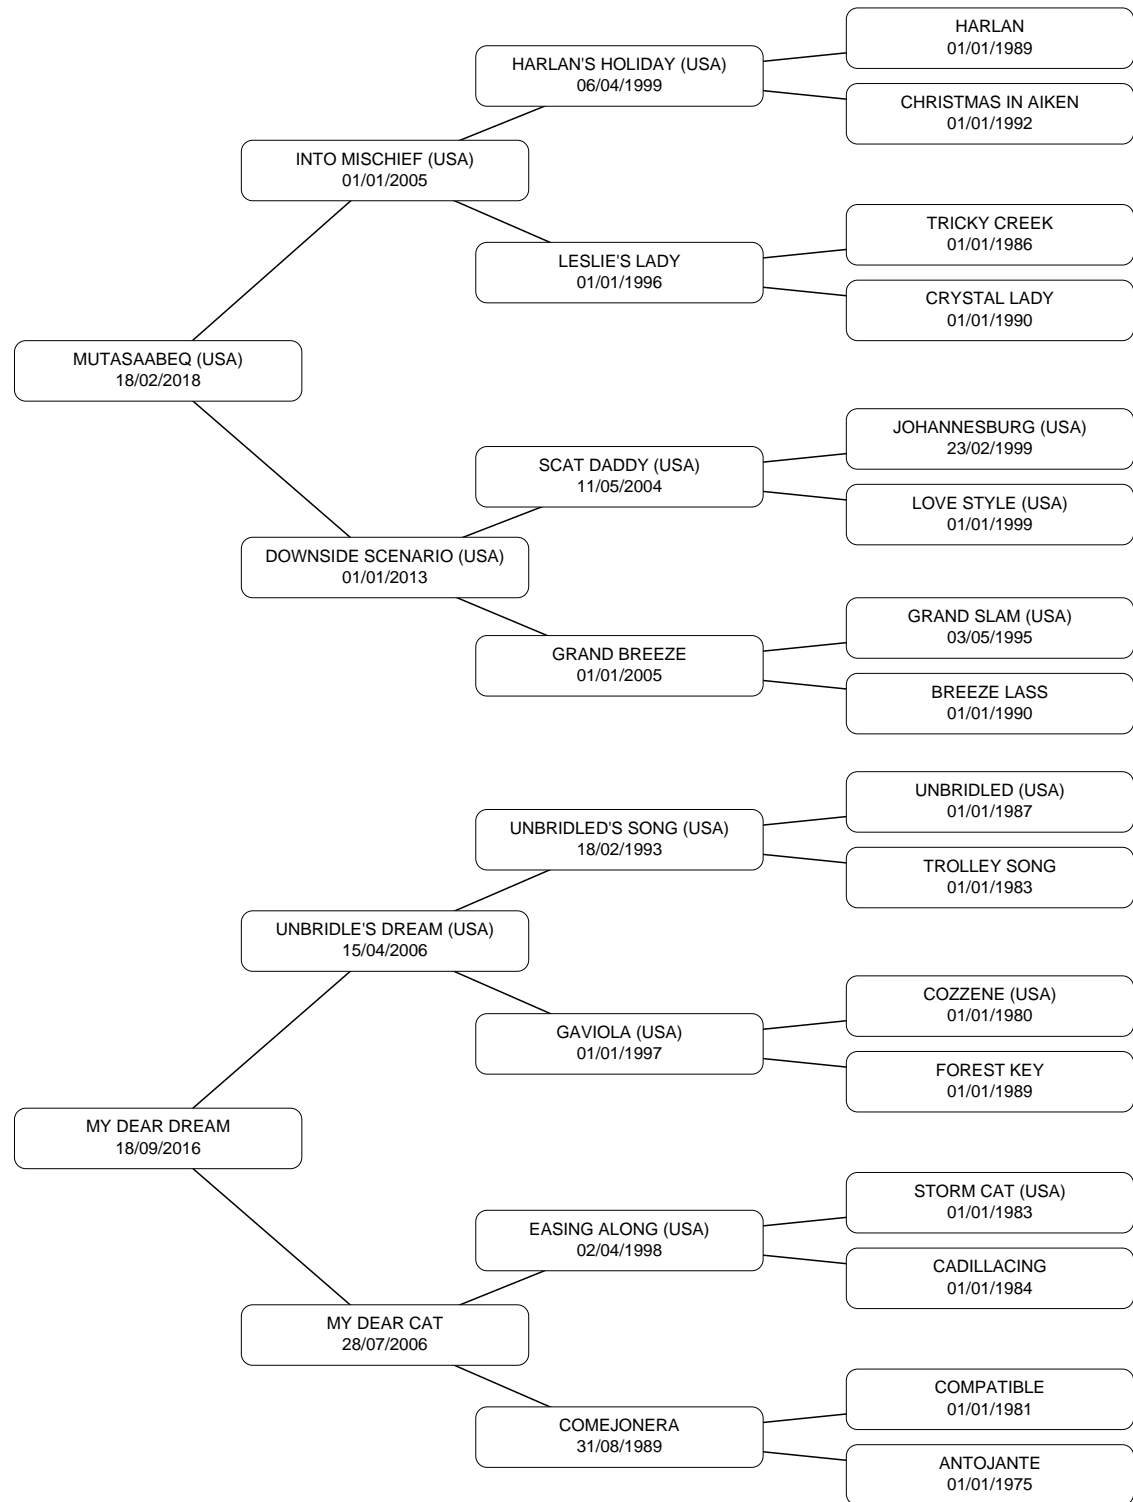 HARLAN
01/01/1989
HARLAN'S HOLIDAY (USA)
06/04/1999
CHRISTMAS IN AIKEN
01/01/1992
INTO MISCHIEF (USA)
01/01/2005
TRICKY CREEK
01/01/1986
LESLIE'S LADY
01/01/1996
CRYSTAL LADY
01/01/1990
MUTASAABEQ (USA)
18/02/2018
JOHANNESBURG (USA)
23/02/1999
SCAT DADDY (USA)
11/05/2004
LOVE STYLE (USA)
01/01/1999
DOWNSIDE SCENARIO (USA)
01/01/2013
GRAND SLAM (USA)
03/05/1995
GRAND BREEZE
01/01/2005
BREEZE LASS
01/01/1990
UNBRIDLED (USA)
01/01/1987
UNBRIDLED'S SONG (USA)
18/02/1993
TROLLEY SONG
01/01/1983
UNBRIDLE'S DREAM (USA)
15/04/2006
COZZENE (USA)
01/01/1980
GAVIOLA (USA)
01/01/1997
FOREST KEY
01/01/1989
MY DEAR DREAM
18/09/2016
STORM CAT (USA)
01/01/1983
EASING ALONG (USA)
02/04/1998
CADILLACING
01/01/1984
MY DEAR CAT
28/07/2006
COMPATIBLE
01/01/1981
COMEJONERA
31/08/1989
ANTOJANTE
01/01/1975